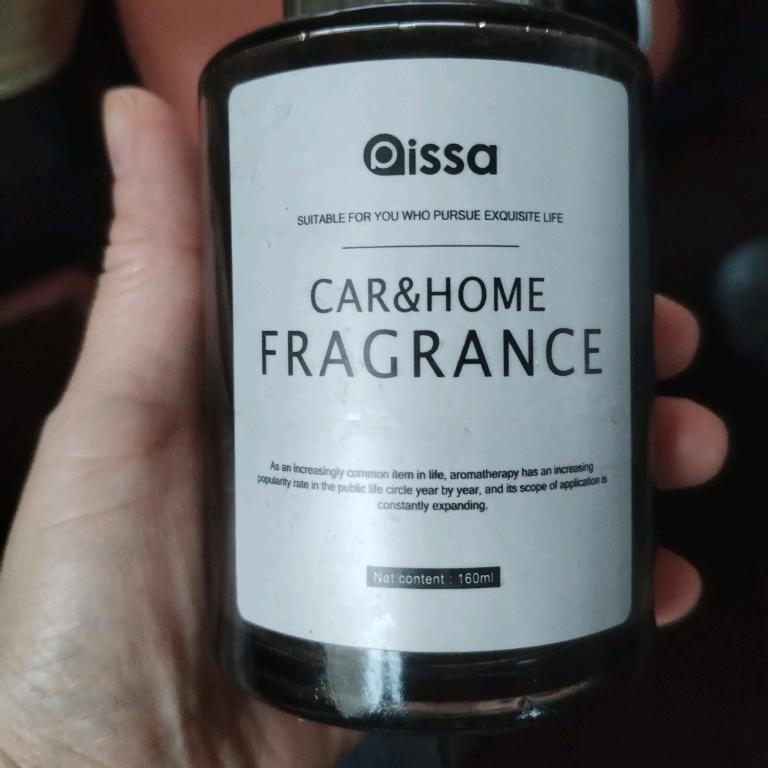 Aissa
SUITABLE FOR YOU WHO PURSUE EXQUISITE LIFE
CAR&HOME
FRAGRANCE
As an increasingly common item in life, aromatherapy has an increasing
popularity rate in the public life circle year by year, and its scope of application is
constantly expanding.
Net content : 160ml